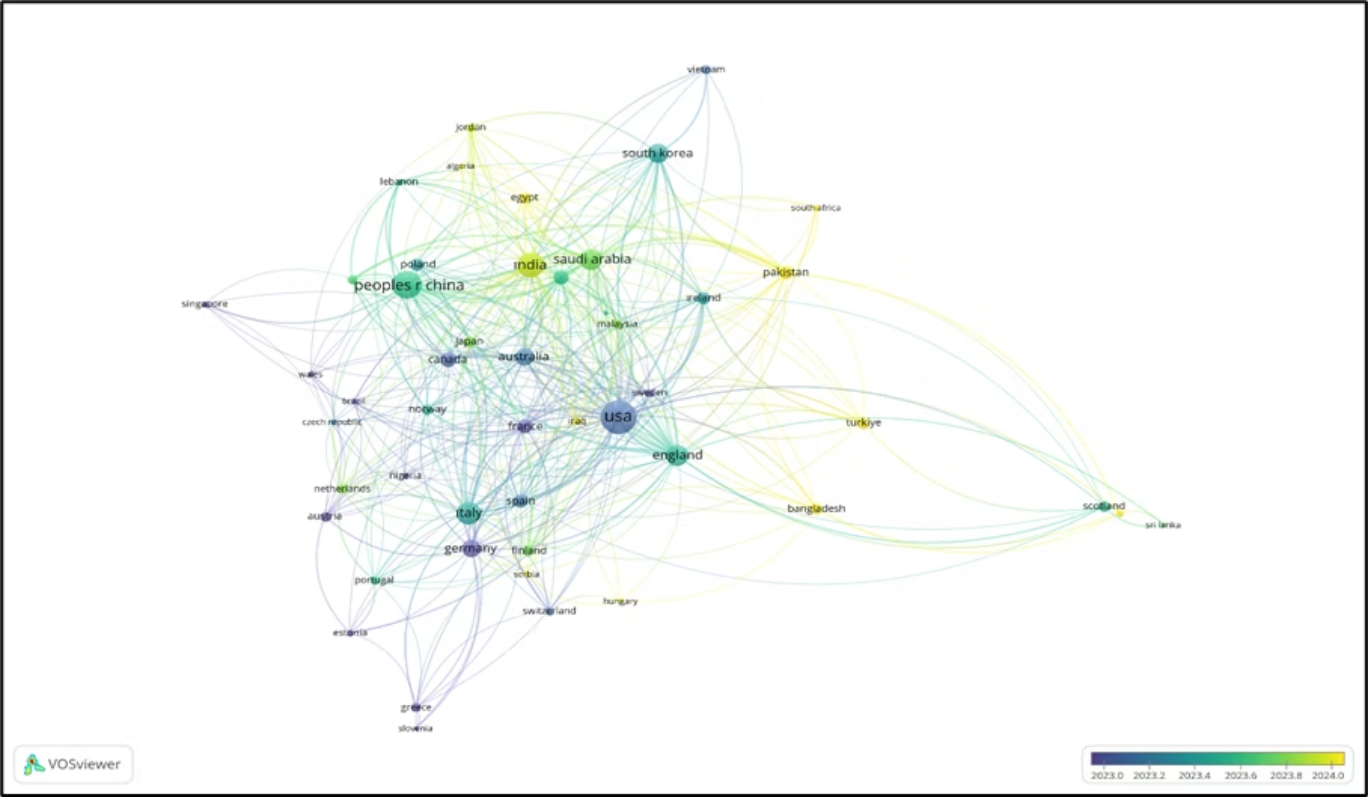 vietnam
jordan
south korea
algeria
lebanon
egypt
south africa
saudi arabia
india
poland
pakistan
peoples r china
ireland
singapore
malaysia
japan
australia
canada
wales
sweden
brazil
norway
usa
iraq
czech republic
france
turkiye
england
nigeria
netherlands
spain
scotland
bangladesh
italy
austria
sri lanka
germany
finland
serbia
portugal
hungary
switzerland
estonia
greece
slovenia
VOSviewer
2023.0 2023.2 2023.4 2023.6 2023.8 2024.0